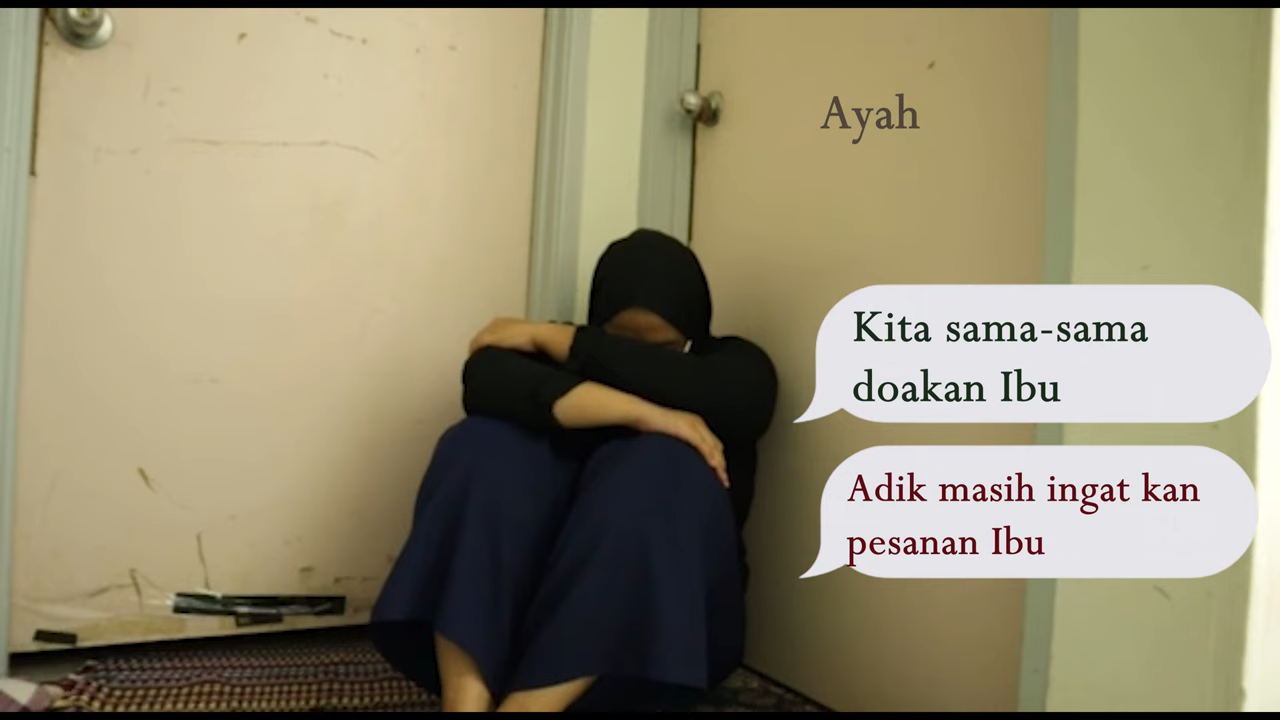 Ayah
Kita sama-sama
doakan Ibu
Adik masih ingat kan
pesanan Ibu